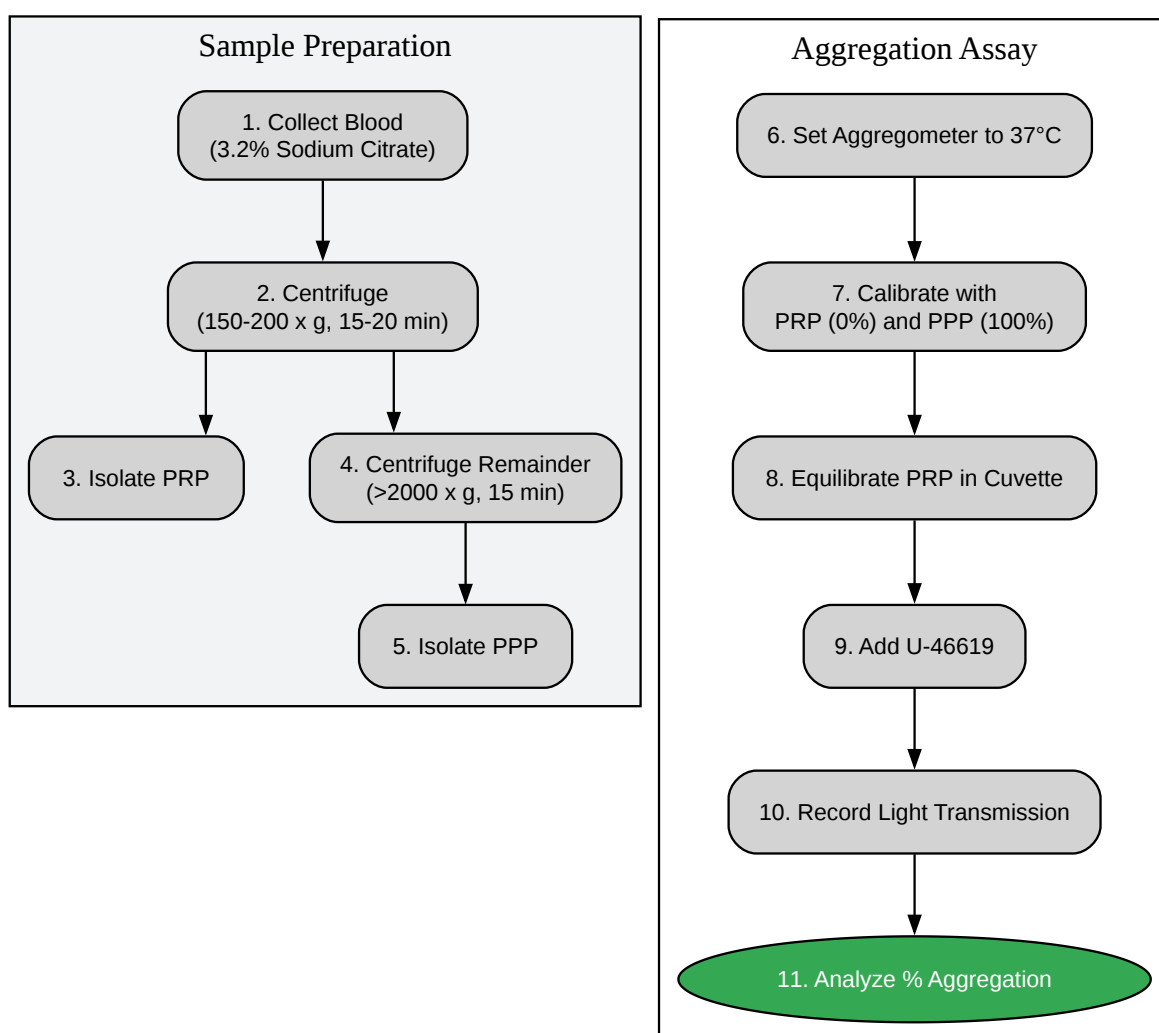 Sample Preparation
1. Collect Blood
(3.2% Sodium Citrate)
2. Centrifuge
(150-200 x g, 15-20 min)
3. Isolate PRP
4. Centrifuge Remainder
(>2000 x g, 15 min)
5. Isolate PPP
Aggregation Assay
6. Set Aggregometer to 37°C
7. Calibrate with
PRP (0%) and PPP (100%)
8. Equilibrate PRP in Cuvette
9. Add U-46619
10. Record Light Transmission
11. Analyze % Aggregation